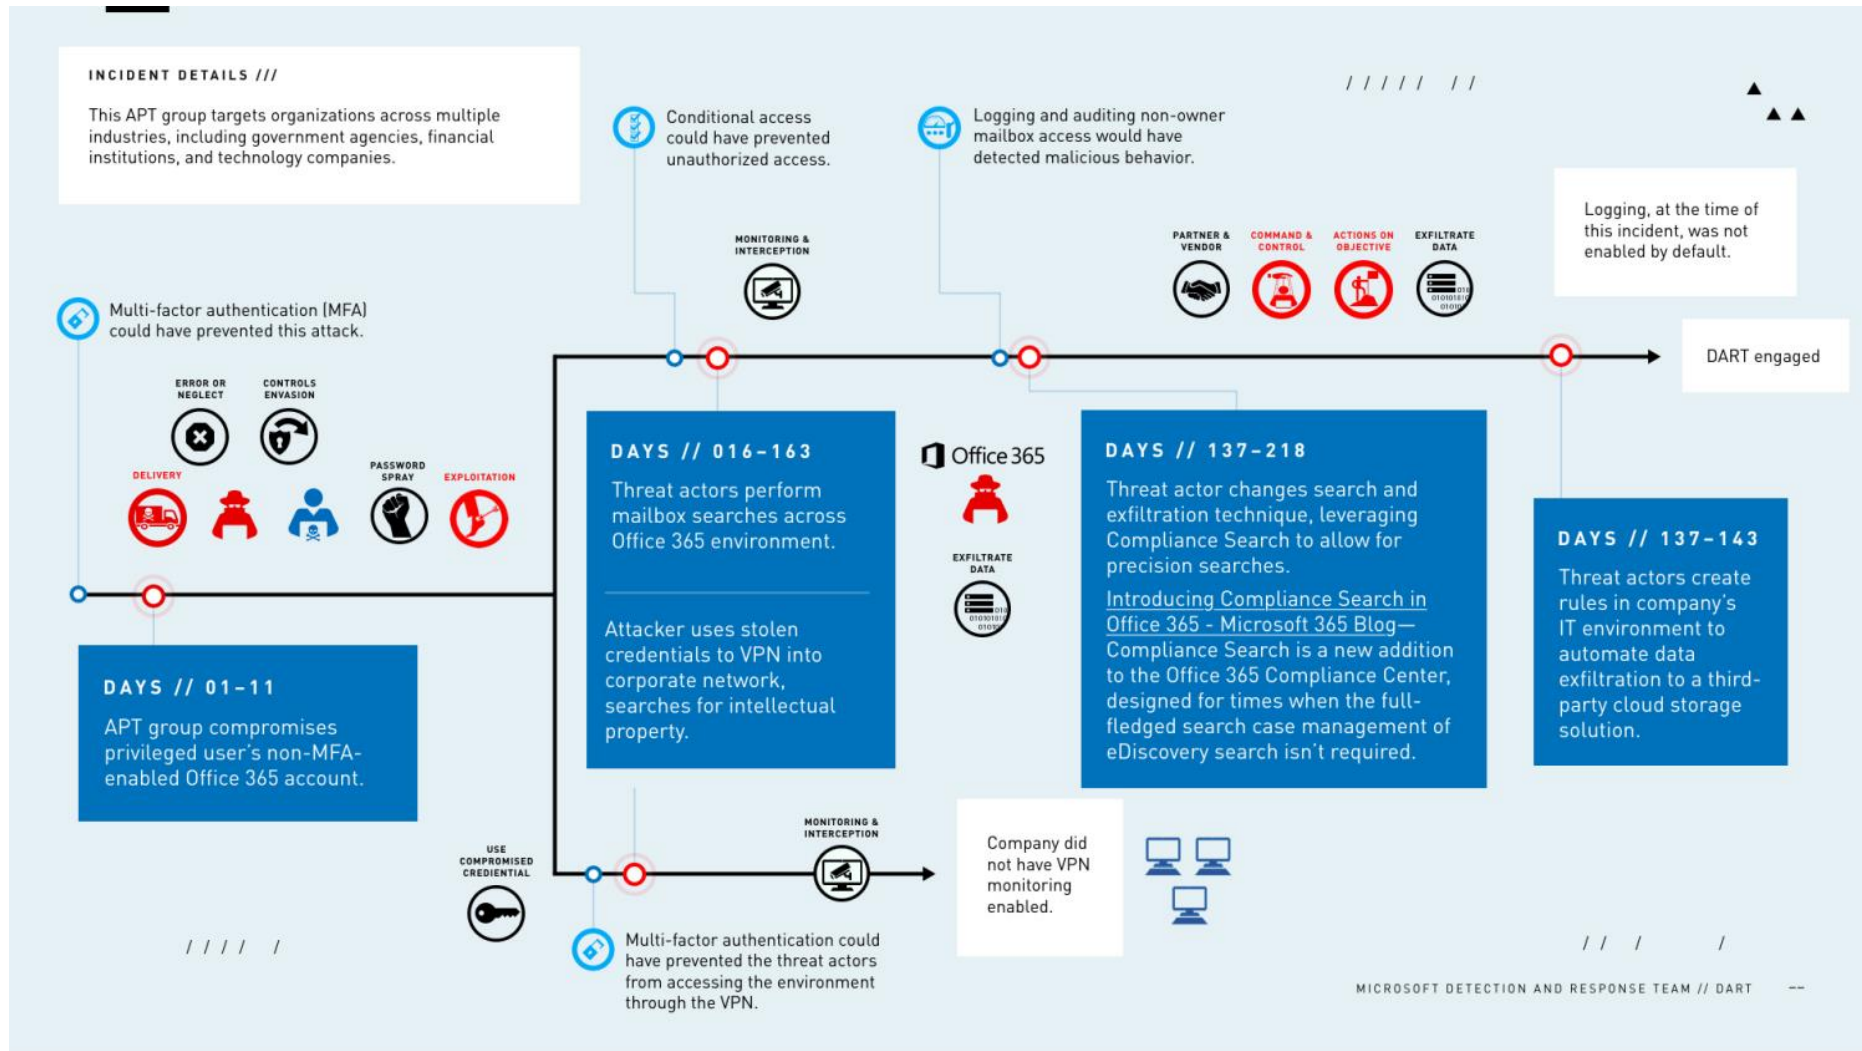 INCIDENT DETAILS ///
This APT group targets organizations across multiple
industries, including government agencies, financial
institutions, and technology companies.
Conditional access
could have prevented
unauthorized access.
Logging and auditing non-owner
mailbox access would have
detected malicious behavior.
///// //
Logging, at the time of
this incident, was not
enabled by default.
MONITORING &
INTERCEPTION
PARTNER &
VENDOR
COMMAND &
CONTROL
ACTIONS ON
OBJECTIVE
EXFILTRATE
DATA
Multi-factor authentication (MFA)
could have prevented this attack.
DART engaged
ERROR OR
NEGLECT
CONTROLS
ENVASION
DELIVERY
PASSWORD
SPRAY
EXPLOITATION
DAYS // 016–163
Threat actors perform
mailbox searches across
Office 365 environment.
Attacker uses stolen
credentials to VPN into
corporate network,
searches for intellectual
property.
Office 365
EXFILTRATE
DATA
DAYS // 137–218
Threat actor changes search and
exfiltration technique, leveraging
Compliance Search to allow for
precision searches.
Introducing Compliance Search in
Office 365 - Microsoft 365 Blog—
Compliance Search is a new addition
to the Office 365 Compliance Center,
designed for times when the full-
fledged search case management of
eDiscovery search isn't required.
DAYS // 137–143
Threat actors create
rules in company's
IT environment to
automate data
exfiltration to a third-
party cloud storage
solution.
DAYS // 01–11
APT group compromises
privileged user's non-MFA-
enabled Office 365 account.
USE
COMPROMISED
CREDIENTIAL
MONITORING &
INTERCEPTION
Company did
not have VPN
monitoring
enabled.
Multi-factor authentication could
have prevented the threat actors
from accessing the environment
through the VPN.
//// /
// / /
MICROSOFT DETECTION AND RESPONSE TEAM // DART --